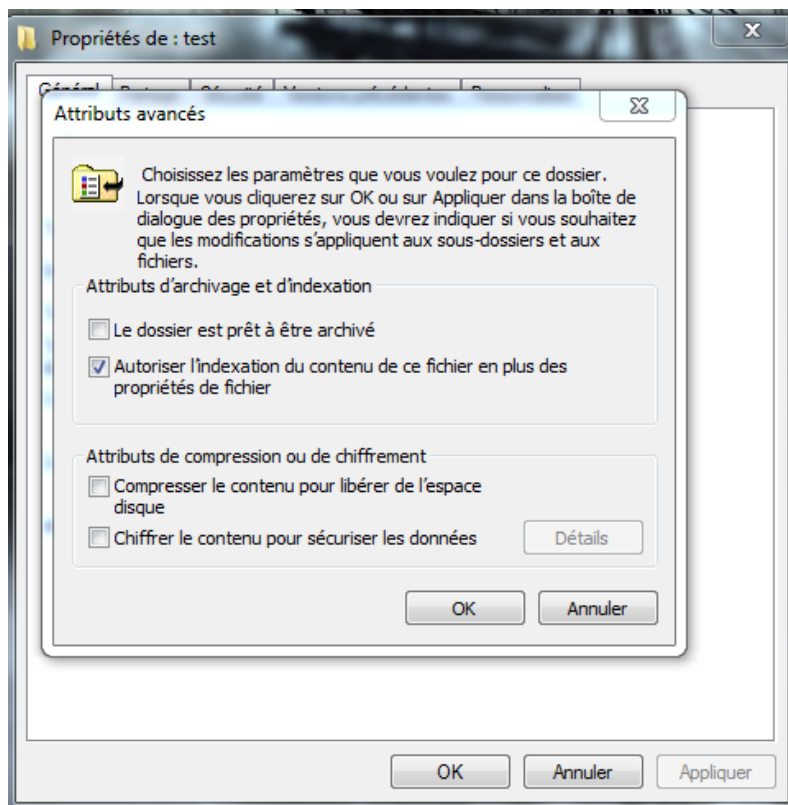 Propriétés de : test
Attributs avancés
Choisissez les paramètres que vous voulez pour ce dossier.
Lorsque vous cliquerez sur OK ou sur Appliquer dans la boîte de
dialogue des propriétés, vous devrez indiquer si vous souhaitez
que les modifications s'appliquent aux sous-dossiers et aux
fichiers.
Attributs d'archivage et d'indexation
Le dossier est prêt à être archivé
Autoriser l'indexation du contenu de ce fichier en plus des
propriétés de fichier
Attributs de compression ou de chiffrement
Compresser le contenu pour libérer de l'espace
disque
Chiffrer le contenu pour sécuriser les données
Détails
OK Annuler
OK Annuler Appliquer